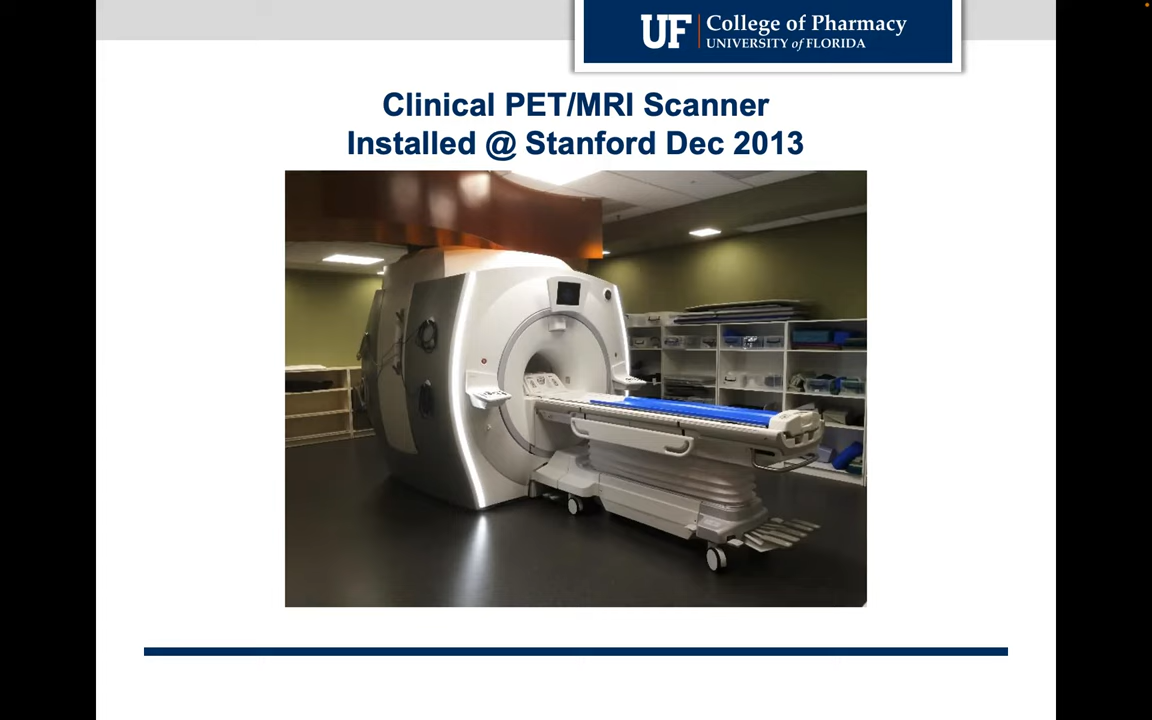 UF College of Pharmacy
UNIVERSITY of FLORIDA
Clinical PET/MRI Scanner
Installed @ Stanford Dec 2013